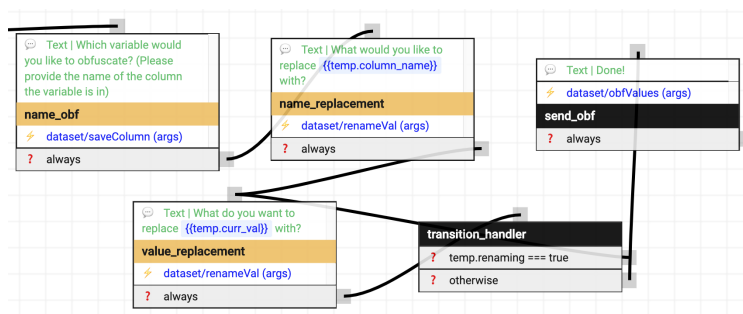 Text | Which variable would
you like to obfuscate? (Please
provide the name of the column
the variable is in)
name_obf
dataset/saveColumn (args)
? always
Text | What would you like to
replace {{temp.column_name}}
with?
name_replacement
dataset/renameVal (args)
? always
Text | Done!
dataset/obfValues (args)
send_obf
? always
Text | What do you want to
replace {{temp.curr_val}} with?
value_replacement
dataset/renameVal (args)
? always
transition_handler
? temp.renaming === true
? otherwise